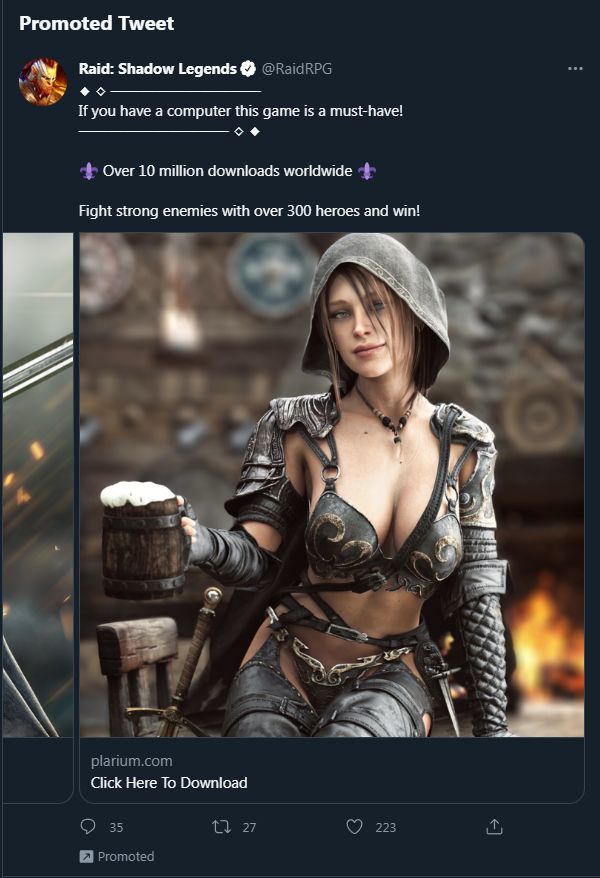 Promoted Tweet
Raid: Shadow Legends @RaidRPG
If you have a computer this game is a must-have!
Over 10 million downloads worldwide
Fight strong enemies with over 300 heroes and win!
plarium.com
Click Here To Download
35 27 223
Promoted